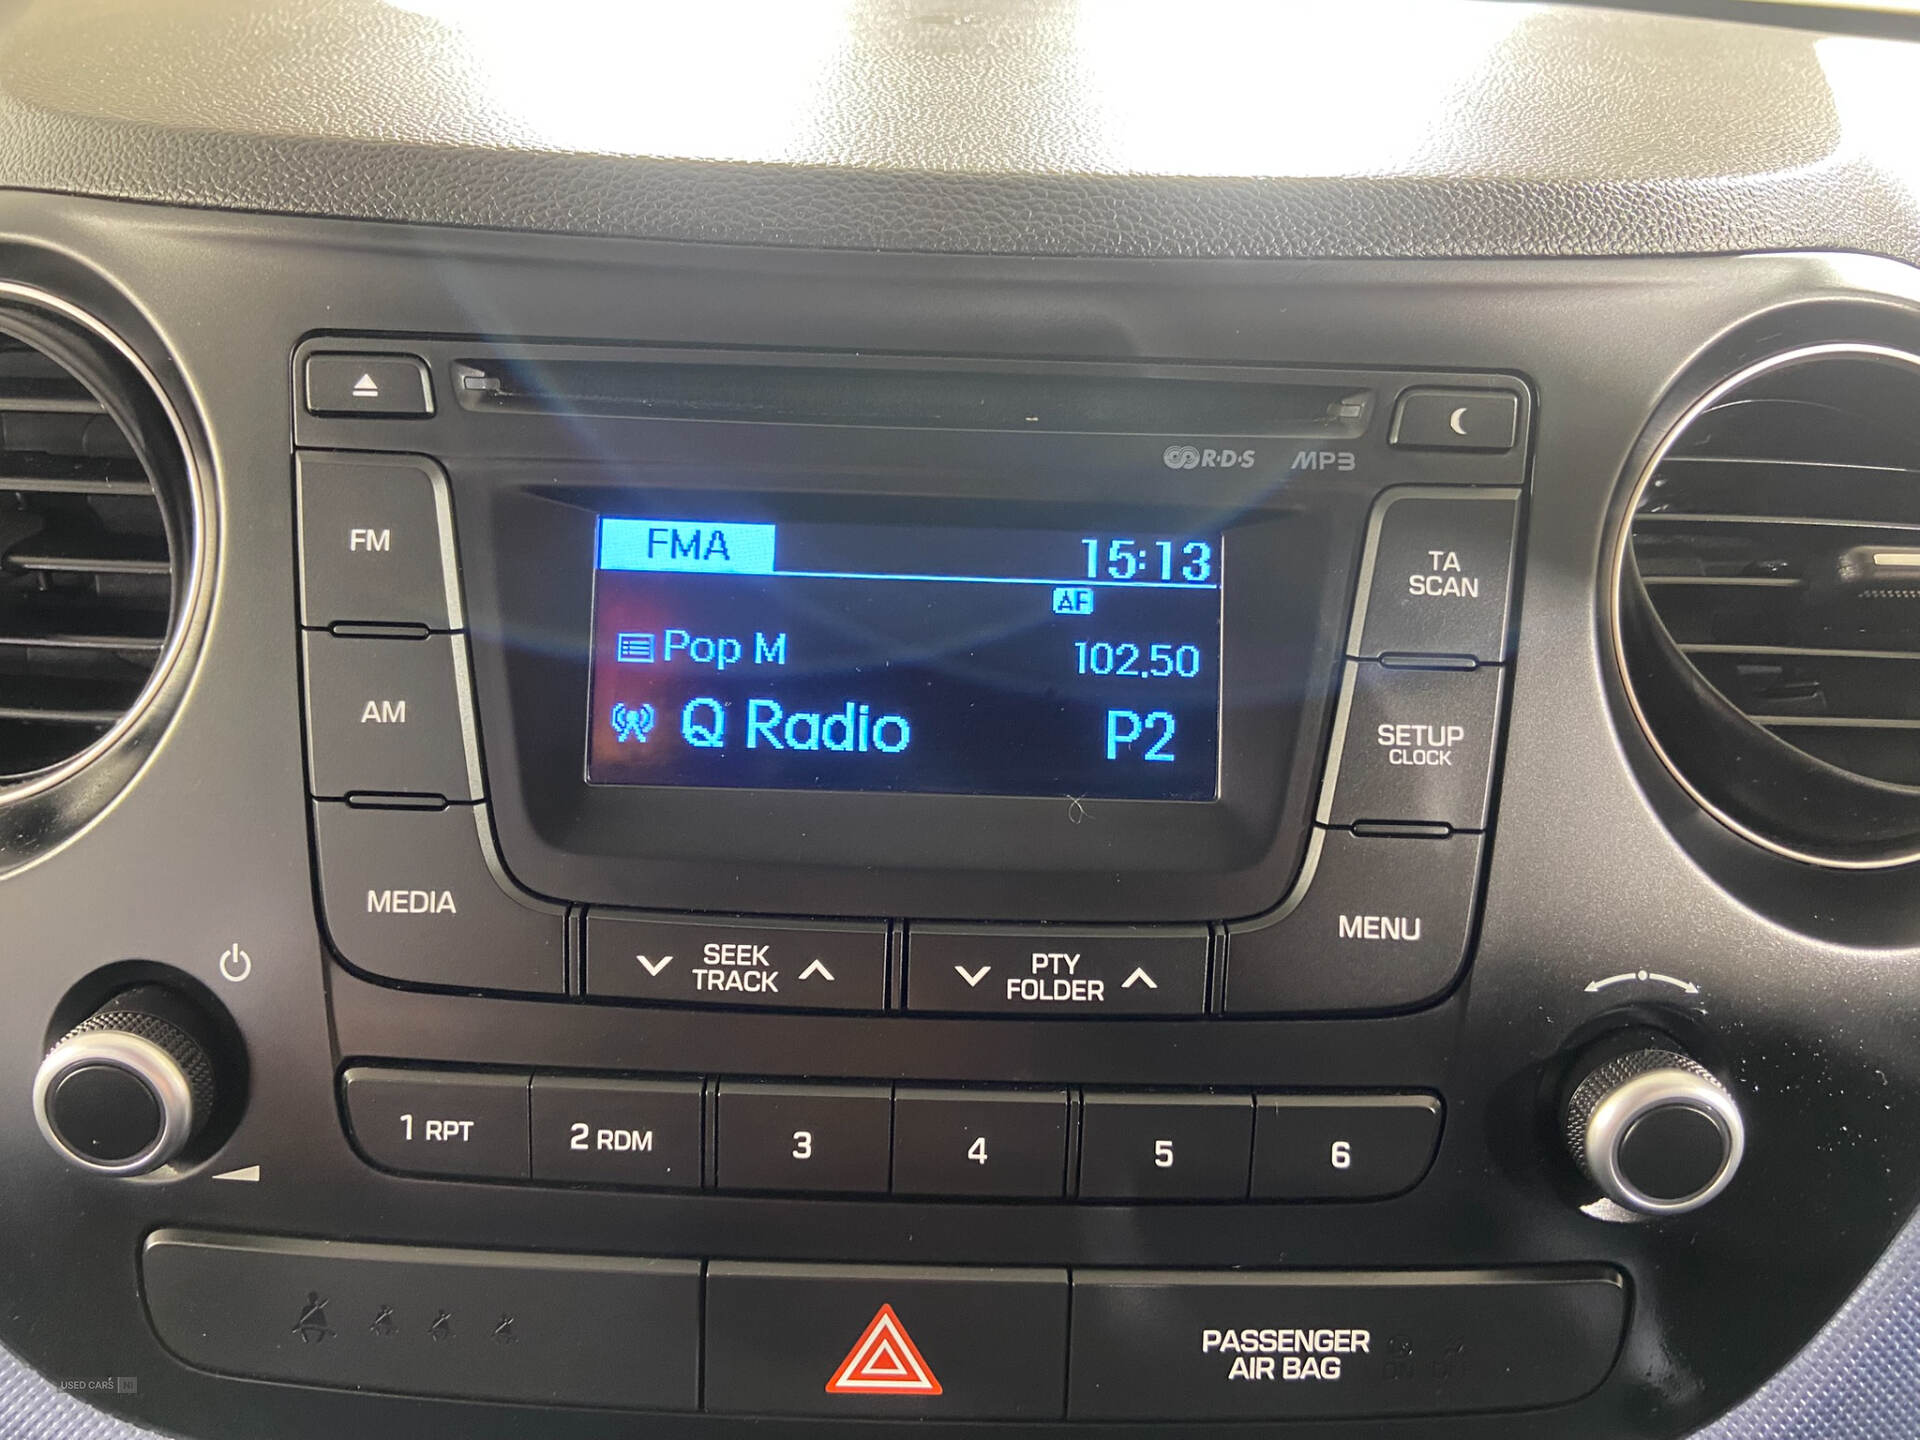 R·D·S MP3
FM
FMA 15:13
AF
Pop M 102.50
Q Radio P2
TA
SCAN
AM
SETUP
CLOCK
MEDIA
MENU
SEEK
TRACK
PTY
FOLDER
1 RPT
2 RDM
3
4
5
6
PASSENGER
AIR BAG
USED CARS NI